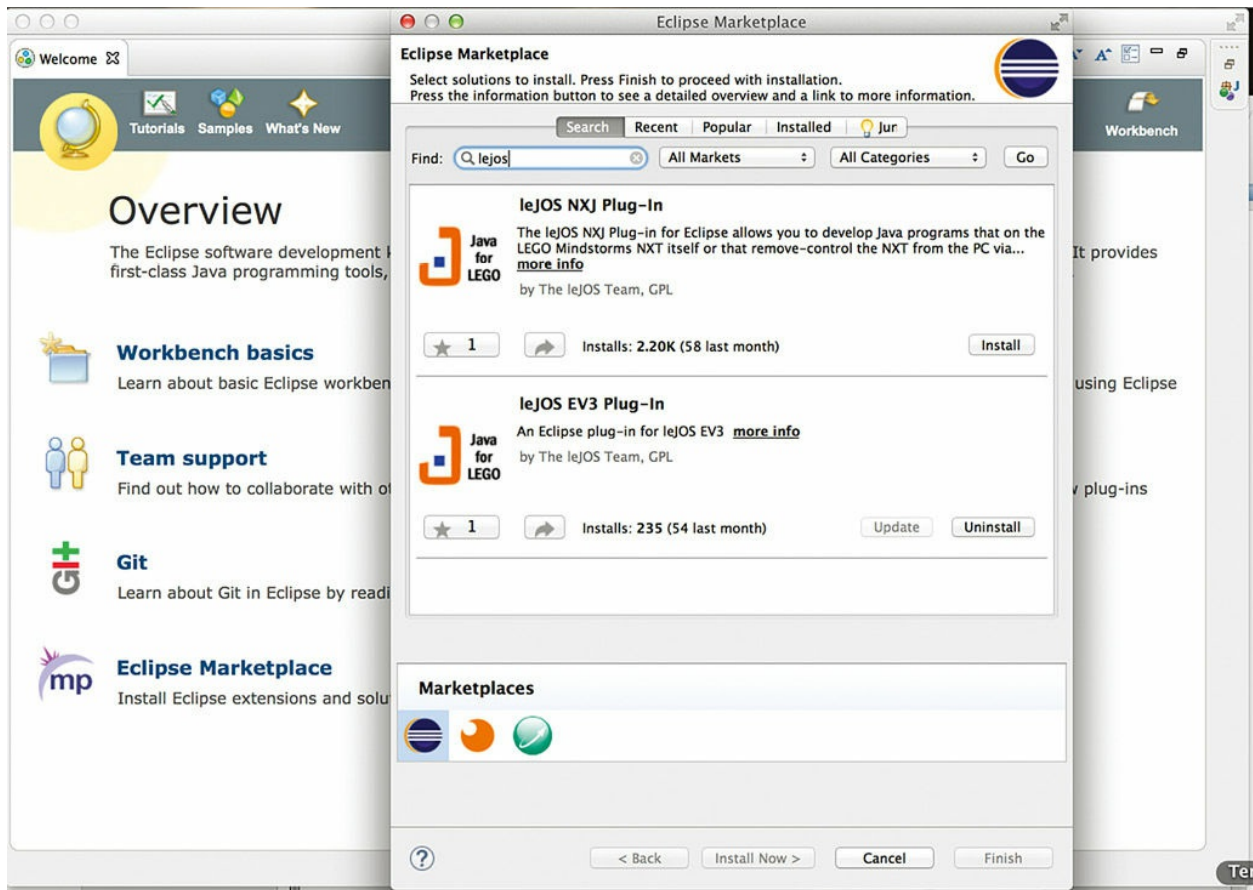 Eclipse Marketplace
Welcome
Eclipse Marketplace
Select solutions to install. Press Finish to proceed with installation.
Press the information button to see a detailed overview and a link to more information.
Tutorials
Samples
What's New
Workbench
Search
Recent
Popular
Installed
Find:
lejos
All Markets
All Categories
Go
Overview
The Eclipse software development
It provides
first-class Java programming tools,
Java
for
LEGO
leJOS NXJ Plug-In
The leJOS NXJ Plug-in for Eclipse allows you to develop Java programs that on the
LEGO Mindstorms NXT itself or that remove-control the NXT from the PC via...
more info
by The leJOS Team, GPL
1
Installs: 2.20K (58 last month)
Install
Workbench basics
Learn about basic Eclipse
using Eclipse
Java
for
LEGO
leJOS EV3 Plug-In
An Eclipse plug-in for leJOS EV3 more info
by The leJOS Team, GPL
1
Installs: 235 (54 last month)
Update
Uninstall
Team support
Find out how to collaborate with
plug-ins
Git
Git
Learn about Git in Eclipse by
mp
Eclipse Marketplace
Install Eclipse extensions and
Marketplaces
?
< Back
Install Now >
Cancel
Finish